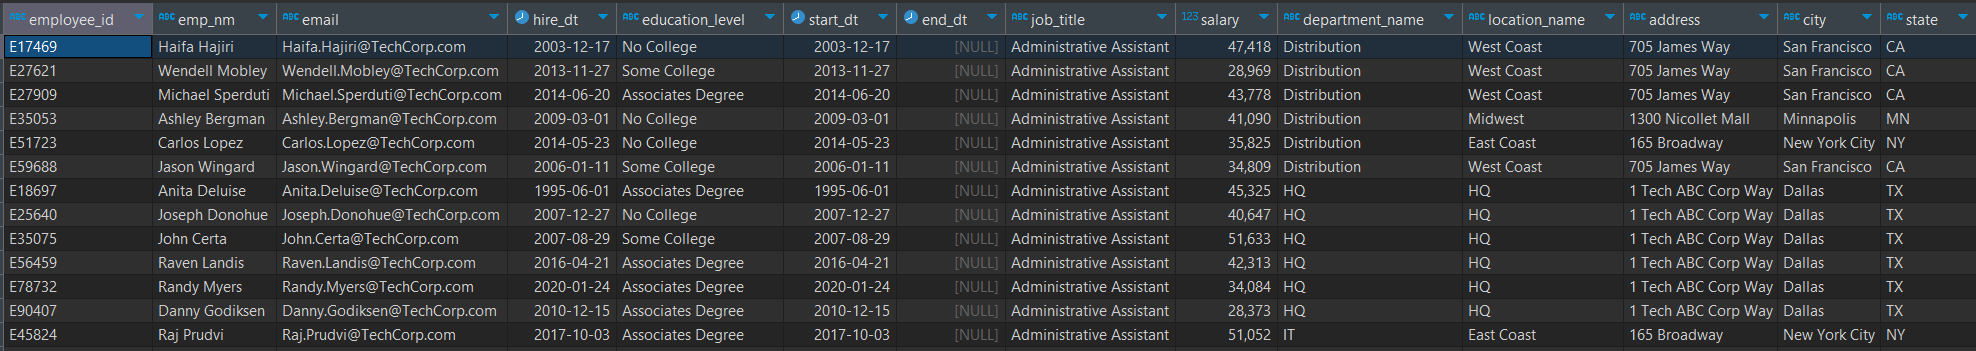 ABC employee_id ABC emp_nm ABC email hire_dt ABC education_level start_dt end_dt ABC job_title 123 salary ABC department_name ABC location_name ABC address ABC city ABC state
E17469 Haifa Hajiri Haifa.Hajiri@TechCorp.com 2003-12-17 No College 2003-12-17 [NULL] Administrative Assistant 47,418 Distribution West Coast 705 James Way San Francisco CA
E27621 Wendell Mobley Wendell.Mobley@TechCorp.com 2013-11-27 Some College 2013-11-27 [NULL] Administrative Assistant 28,969 Distribution West Coast 705 James Way San Francisco CA
E27909 Michael Sperduti Michael.Sperduti@TechCorp.com 2014-06-20 Associates Degree 2014-06-20 [NULL] Administrative Assistant 43,778 Distribution West Coast 705 James Way San Francisco CA
E35053 Ashley Bergman Ashley.Bergman@TechCorp.com 2009-03-01 No College 2009-03-01 [NULL] Administrative Assistant 41,090 Distribution Midwest 1300 Nicollet Mall Minneapolis MN
E51723 Carlos Lopez Carlos.Lopez@TechCorp.com 2014-05-23 No College 2014-05-23 [NULL] Administrative Assistant 35,825 Distribution East Coast 165 Broadway New York City NY
E59688 Jason Wingard Jason.Wingard@TechCorp.com 2006-01-11 Some College 2006-01-11 [NULL] Administrative Assistant 34,809 Distribution West Coast 705 James Way San Francisco CA
E18697 Anita Deluise Anita.Deluise@TechCorp.com 1995-06-01 Associates Degree 1995-06-01 [NULL] Administrative Assistant 45,325 HQ HQ 1 Tech ABC Corp Way Dallas TX
E25640 Joseph Donohue Joseph.Donohue@TechCorp.com 2007-12-27 No College 2007-12-27 [NULL] Administrative Assistant 40,647 HQ HQ 1 Tech ABC Corp Way Dallas TX
E35075 John Certa John.Certa@TechCorp.com 2007-08-29 Some College 2007-08-29 [NULL] Administrative Assistant 51,633 HQ HQ 1 Tech ABC Corp Way Dallas TX
E56459 Raven Landis Raven.Landis@TechCorp.com 2016-04-21 Associates Degree 2016-04-21 [NULL] Administrative Assistant 42,313 HQ HQ 1 Tech ABC Corp Way Dallas TX
E78732 Randy Myers Randy.Myers@TechCorp.com 2020-01-24 Associates Degree 2020-01-24 [NULL] Administrative Assistant 34,084 HQ HQ 1 Tech ABC Corp Way Dallas TX
E90407 Danny Godiksen Danny.Godiksen@TechCorp.com 2010-12-15 Associates Degree 2010-12-15 [NULL] Administrative Assistant 28,373 HQ HQ 1 Tech ABC Corp Way Dallas TX
E45824 Raj Prudvi Raj.Prudvi@TechCorp.com 2017-10-03 Associates Degree 2017-10-03 [NULL] Administrative Assistant 51,052 IT East Coast 165 Broadway New York City NY